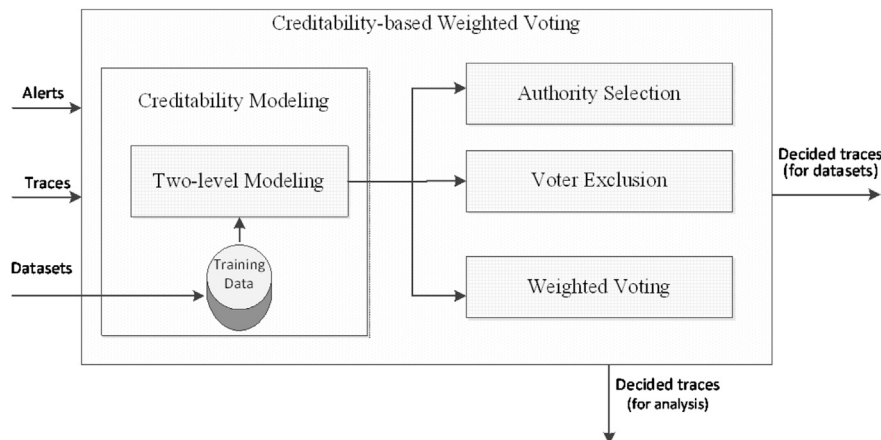 Creditability-based Weighted Voting
Alerts
Creditability Modeling
Authority Selection
Traces
Two-level Modeling
Voter Exclusion
Decided traces
(for datasets)
Datasets
Training
Data
Weighted Voting
Decided traces
(for analysis)